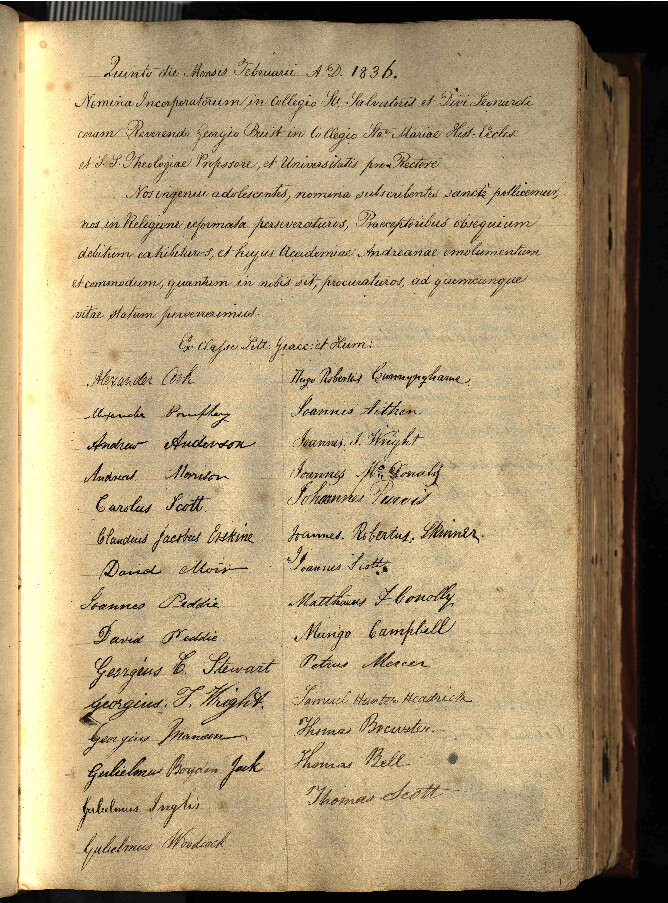 Quinto die Mensis Februarii A.D. 1836.
Nomina Incorporatorum in Collegio Sti. Salvatoris et Divi Leonardi
coram Reverendo Georgio Buist in Collegio Stae Mariae Hist. Eccles
et S.S. Theologiae Professore, et Universitatis pro-Rectore
Nos ingenui adolescentes, nomina subscribentes sancte pollicemur,
nos in Religione reformata perseveraturos, Praeceptoribus obsequium
debitum exhibituros, et hujus Academiae Andreanae emolumentum
et commodum, quantum in nobis sit, procuraturos, ad quemcunque
vitae statum pervenerimus.
Ex Classe Litt: Graec: et Hum:
Alexander Cook
Alexander
Andrew Anderson
Andreas Morison
Carolus Scott.
Claudius Jacobus Erskine
David Moir
Joannes Peddie
David Peddie
Georgius C. Stewart
Georgius. T. Wright.
Georgius
Gulielmus Boyden Jack
Gulielmus Inglis
Gulielmus Woodcock
Hugo Robertus Cunnynghame.
Joannes Aitken
Joannes. I. Wright
Joannes McDonald
Johannes Purvis
Joannes. Robertus. Skinner.
Joannes Scott.
Matthaeus F Conolly
Mungo Campbell
Petrus Mercer
Samuel Hunter Headrick
Thomas Brewster.
Thomas Bell
Thomas Scott